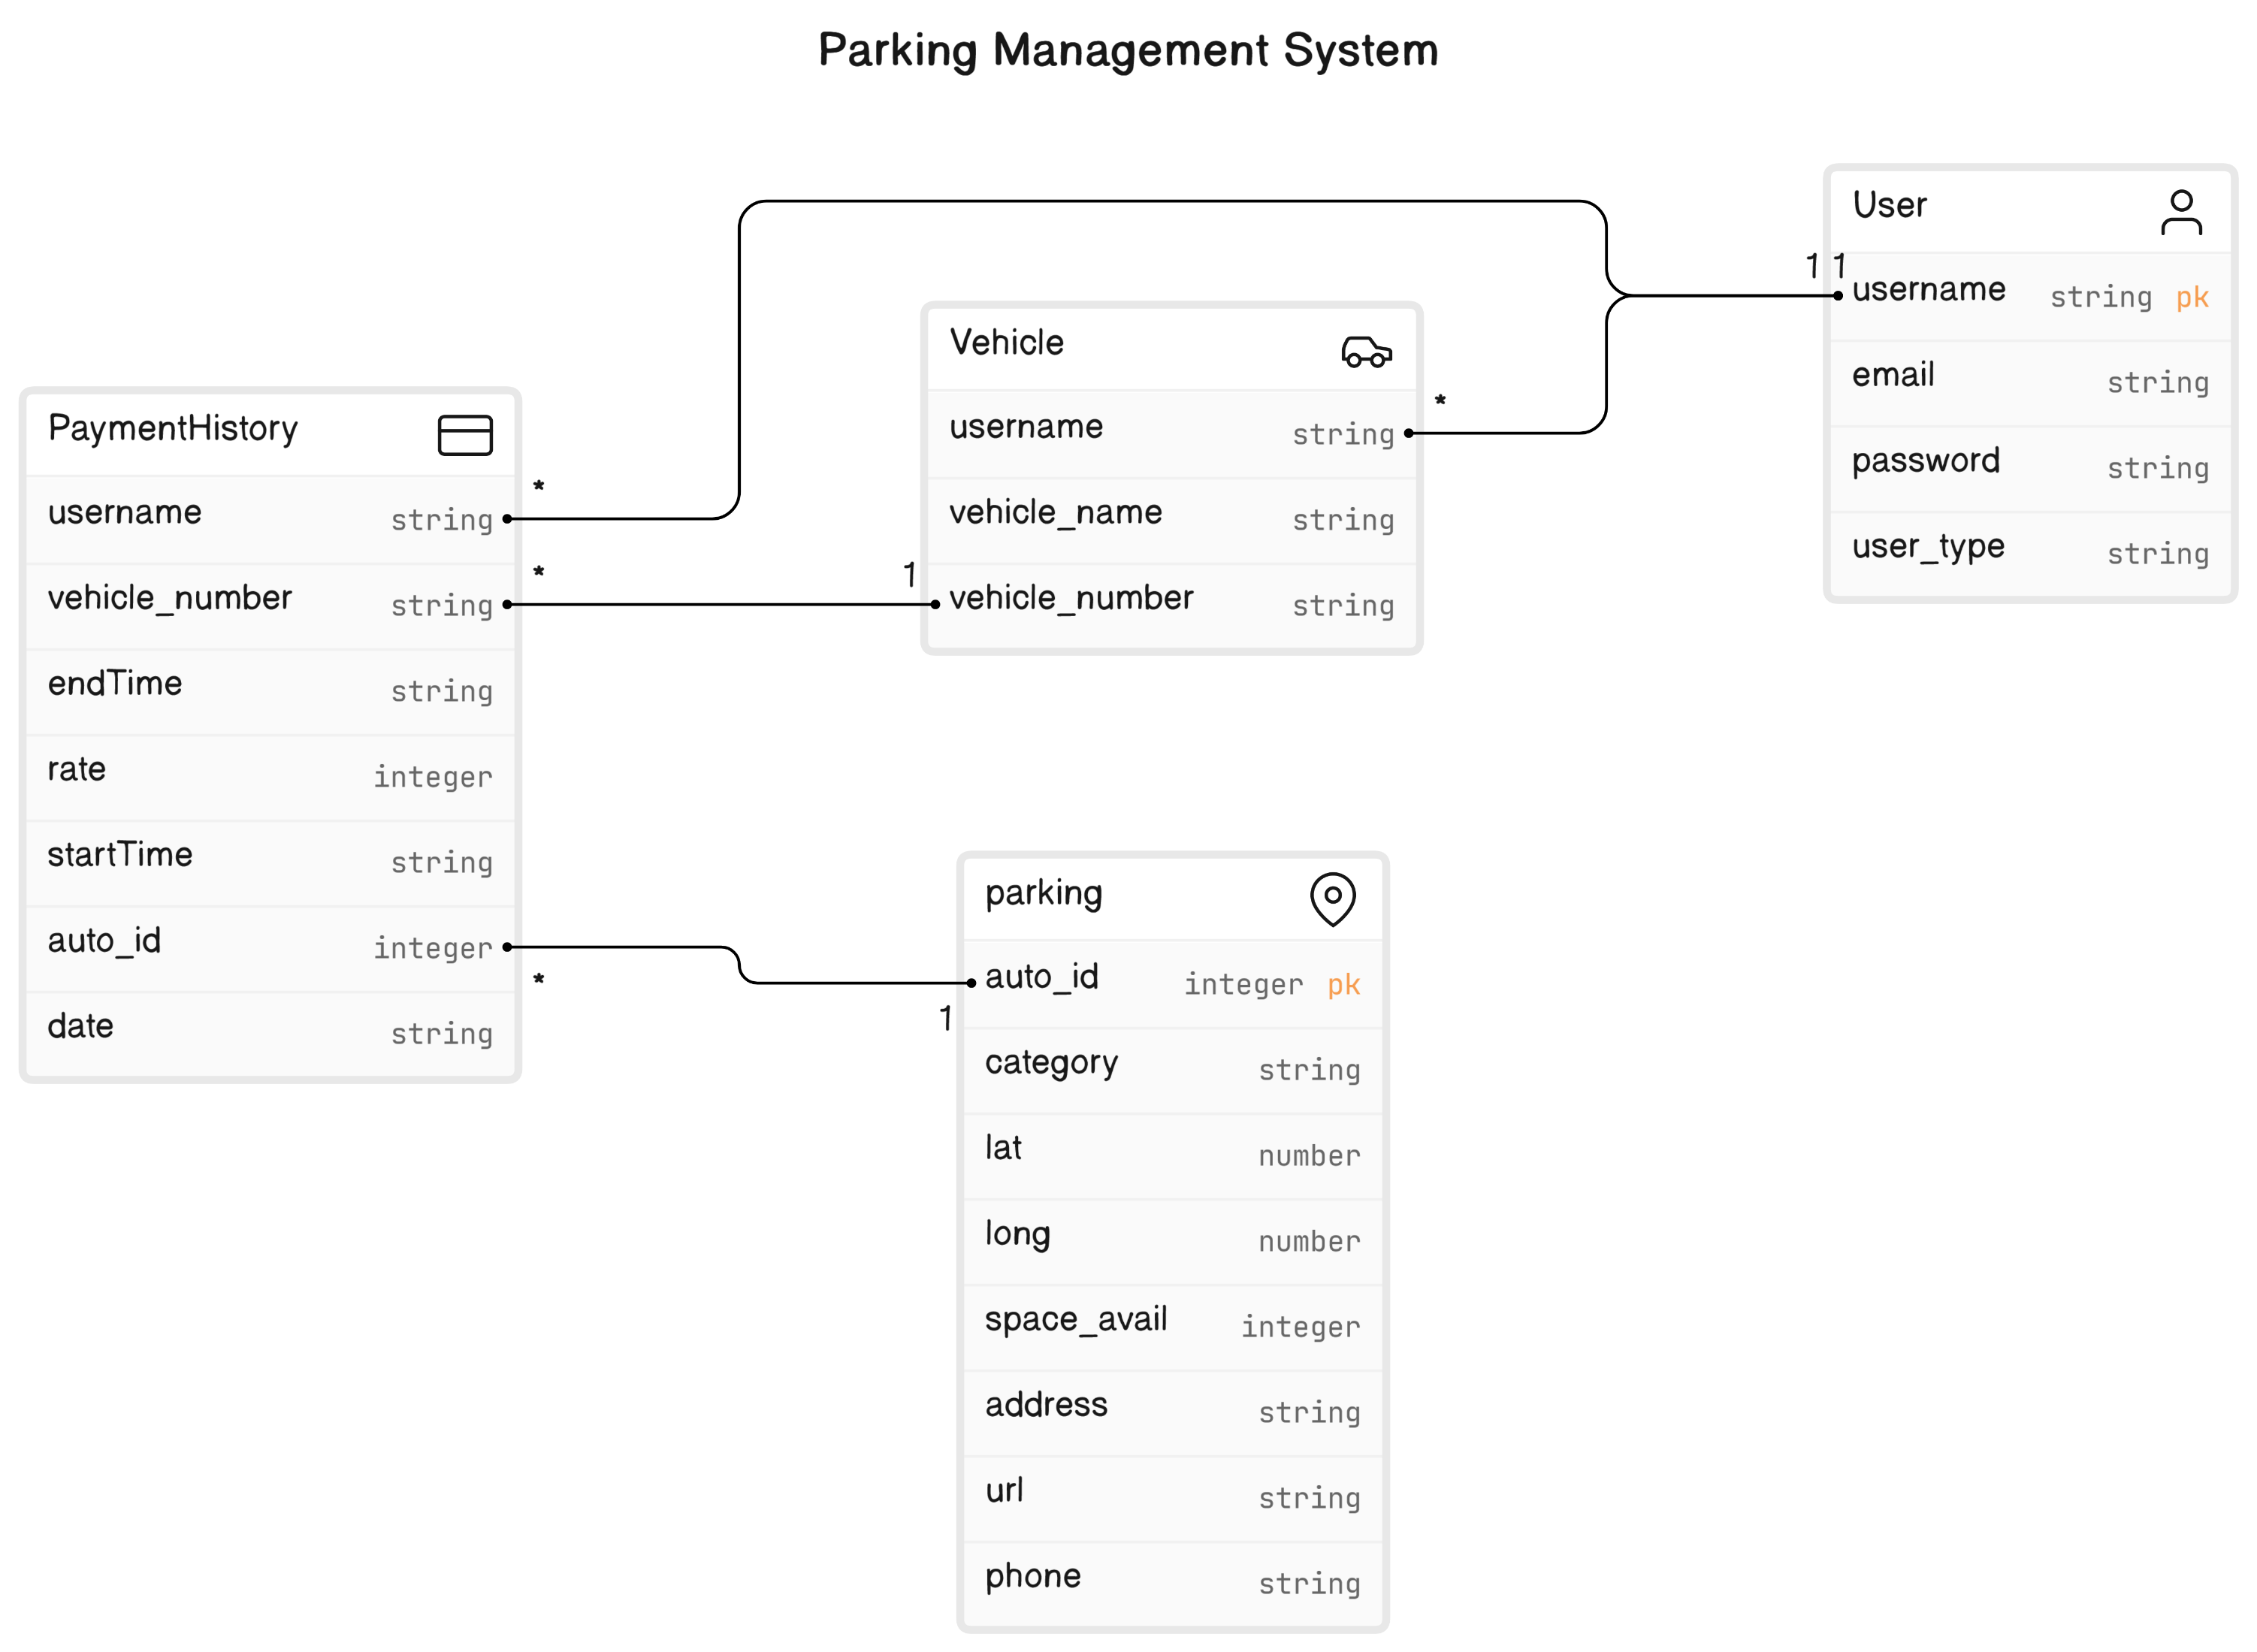 Parking Management System
User
username string pk
email string
password string
user_type string
1 1
Vehicle
username string
vehicle_name string
vehicle_number string
*
1
PaymentHistory
username string
vehicle_number string
endTime string
rate integer
startTime string
auto_id integer
date string
*
*
*
parking
auto_id integer pk
category string
lat number
long number
space_avail integer
address string
url string
phone string
1